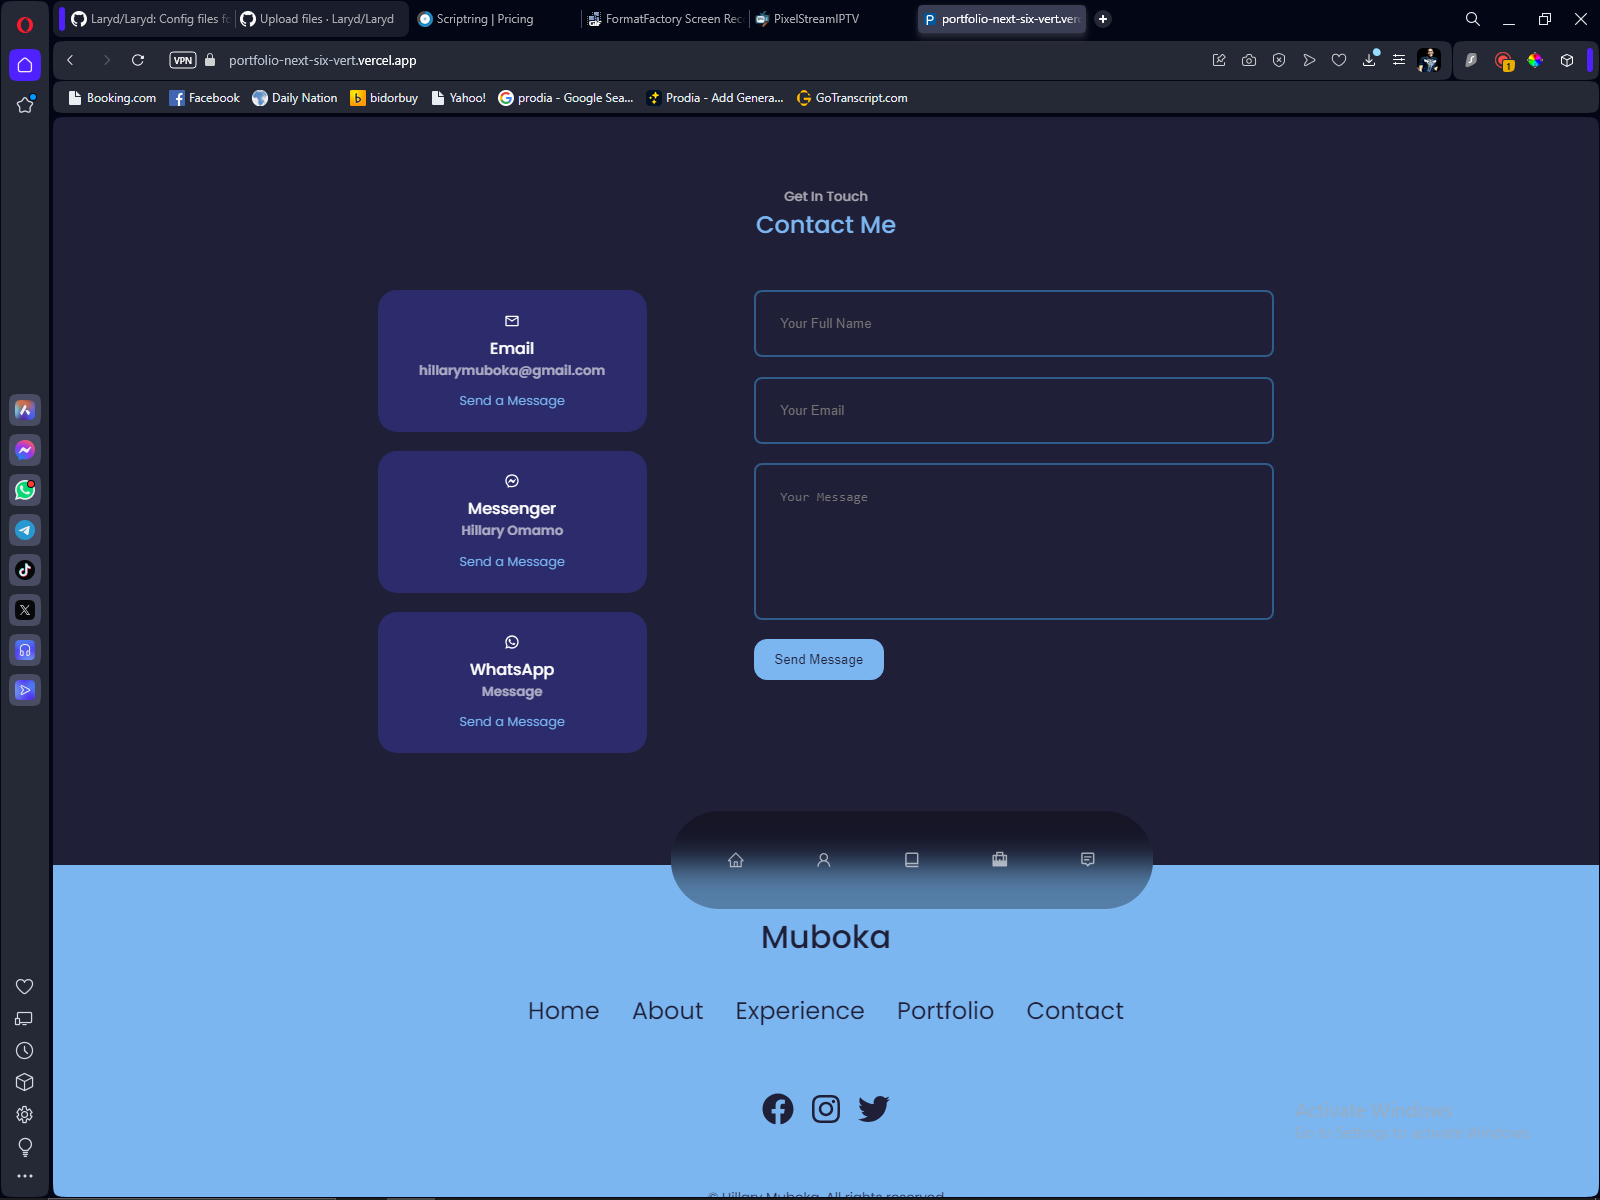 Laryd/Laryd: Config files fo
Upload files · Laryd/Laryd
Scriptring | Pricing
FormatFactory Screen Rec
PixelStreamIPTV
portfolio-next-six-vert.ver
VPN
portfolio-next-six-vert.vercel.app
1
Booking.com
Facebook
Daily Nation
bidorbuy
Yahoo!
prodia - Google Sea...
Prodia - Add Genera...
GoTranscript.com
Get In Touch
Contact Me
Email
hillarymuboka@gmail.com
Send a Message
Messenger
Hillary Omamo
Send a Message
WhatsApp
Message
Send a Message
Your Full Name
Your Email
Your Message
Send Message
Muboka
Home About Experience Portfolio Contact
Activate Windows
Go to Settings to activate Windows.
© Hillary Muboka. All rights reserved